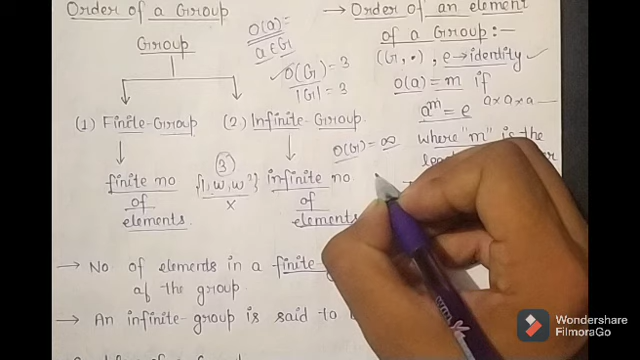 Order of a Group
Group
(1) Finite-Group
(2) Infinite-Group
finite no
of
elements
{1, w, w²}
x
3
infinite no
of
elements
O(a) =
a ∈ G
O(G) = 3
|G| = 3
O(G) = ∞
→ No of elements in a finite-
of the group
→ An infinite-group is said to
→ Order of an element
of a Group :-
(G, •), e → identity ✓
O(a) = m if
aᵐ = e a x a x a
where "m" is the
Wondershare
FilmoraGo